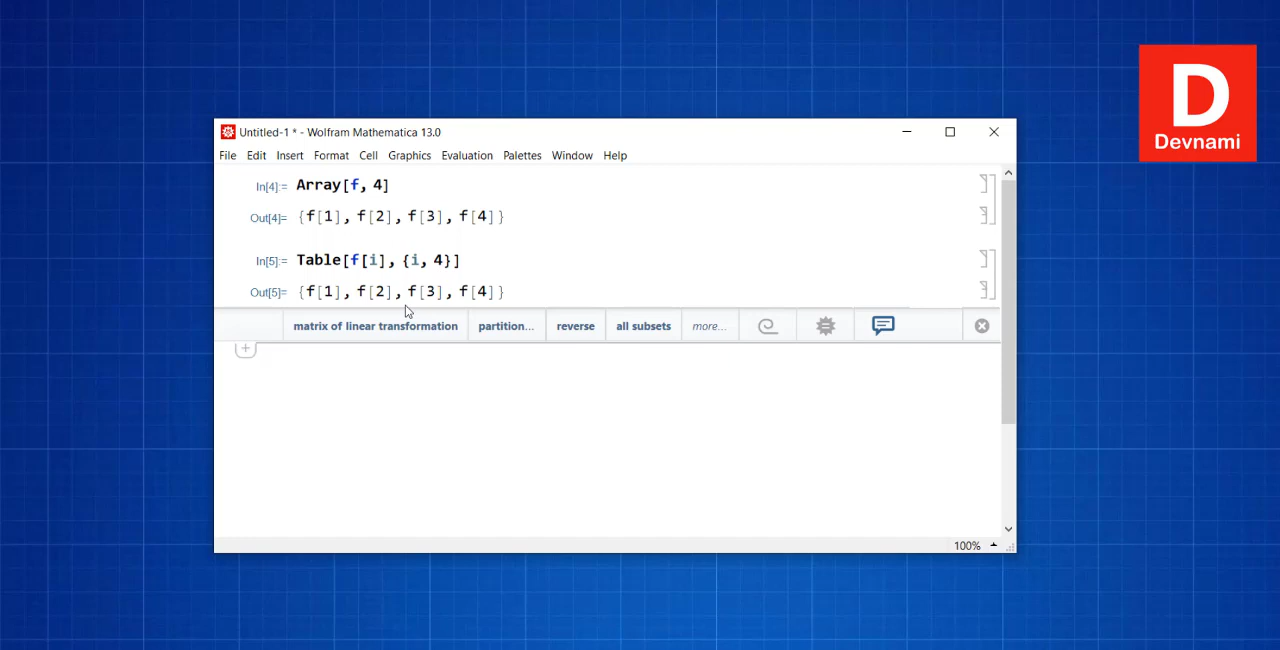 D
Devnami
Untitled-1 * - Wolfram Mathematica 13.0
File Edit Insert Format Cell Graphics Evaluation Palettes Window Help
In[4]:= Array[f, 4]
Out[4]= {f[1], f[2], f[3], f[4]}
In[5]:= Table[f[i], {i, 4}]
Out[5]= {f[1], f[2], f[3], f[4]}
matrix of linear transformation partition... reverse all subsets more...
100%